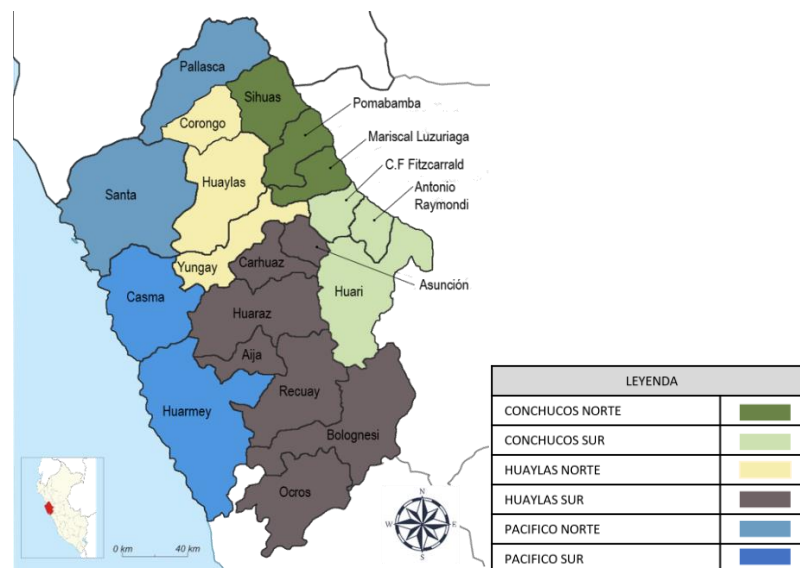 Pallasca
Sihuas
Pomabamba
Corongo
Mariscal Luzuriaga
C.F Fitzcarrald
Huaylas
Antonio
Raymondi
Santa
Yungay
Carhuaz
Asunción
Casma
Huari
Huaraz
Aija
Recuay
Huarmey
Bolognesi
Ocros
N
W
E
S
0 km
40 km
LEYENDA
CONCHUCOS NORTE
CONCHUCOS SUR
HUAYLAS NORTE
HUAYLAS SUR
PACIFICO NORTE
PACIFICO SUR